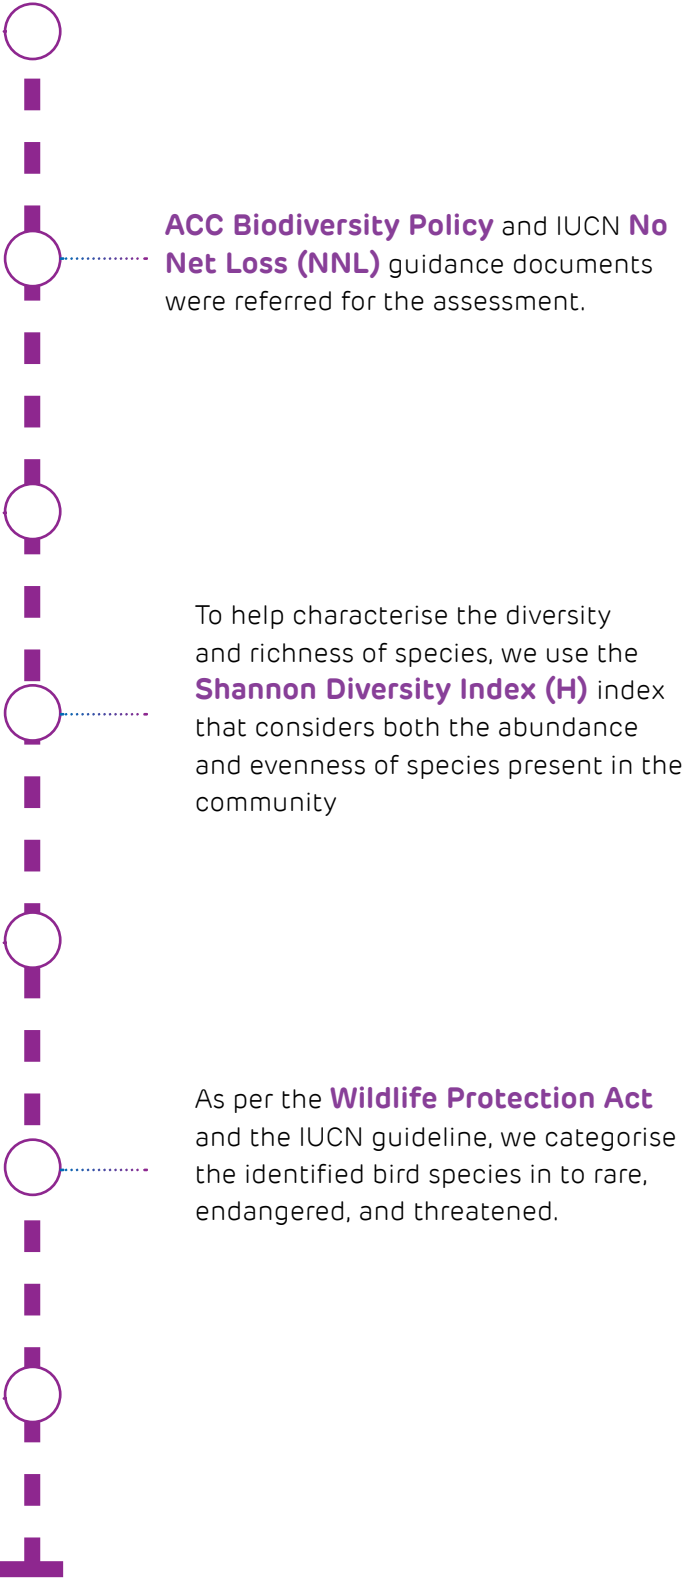 ACC Biodiversity Policy and IUCN No
Net Loss (NNL) guidance documents
were referred for the assessment.
To help characterise the diversity
and richness of species, we use the
Shannon Diversity Index (H) index
that considers both the abundance
and evenness of species present in the
community
As per the Wildlife Protection Act
and the IUCN guideline, we categorise
the identified bird species in to rare,
endangered, and threatened.